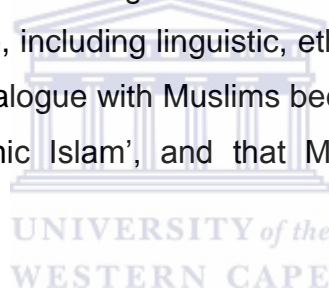 , including linguistic, eth
alogue with Muslims bec
nic Islam’, and that M
UNIVERSITY of the
WESTERN CAPE